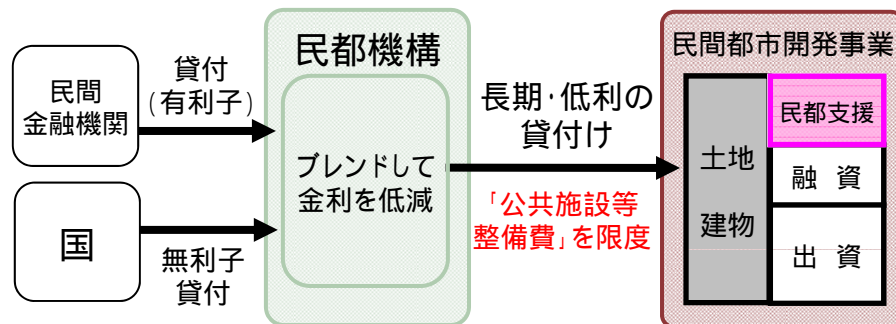 民間
金融機関
国
貸付
(有利子)
無利子
貸付
民都機構
ブレンドして
金利を低減
長期・低利の
貸付け
「公共施設等
整備費」を限度
民間都市開発事業
土地
建物
民都支援
融 資
出 資